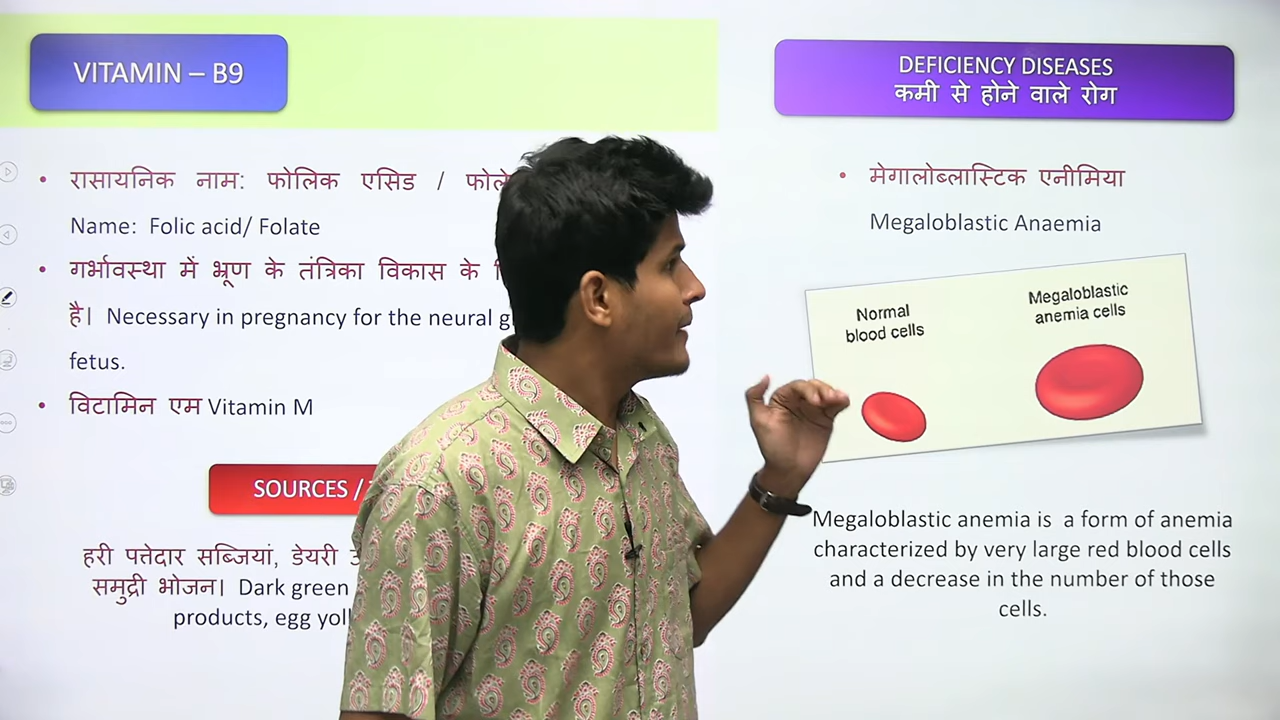 VITAMIN – B9
• रासायनिक नाम: फोलिक एसिड /
Name: Folic acid/ Folate
• गर्भावस्था में भ्रूण के तंत्रिका विकास के
है। Necessary in pregnancy for the neural
fetus.
• विटामिन एम Vitamin M
SOURCES /
हरी पत्तेदार सब्जियां, डेयरी
समुद्री भोजन। Dark green
products, egg
DEFICIENCY DISEASES
कमी से होने वाले रोग
• मेगालोब्लास्टिक एनीमिया
Megaloblastic Anaemia
Normal
blood cells
Megaloblastic
anemia cells
Megaloblastic anemia is a form of anemia
characterized by very large red blood cells
and a decrease in the number of those
cells.